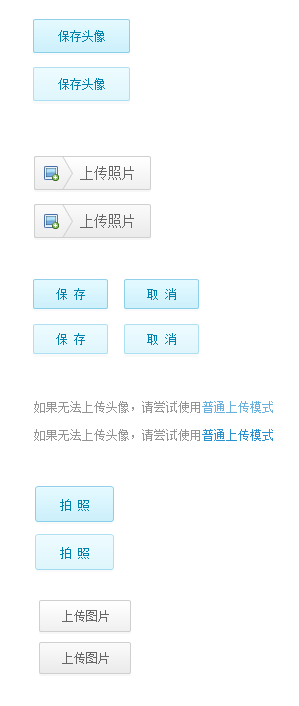 保存头像
保存头像
上传照片
上传照片
保 存 取 消
保 存 取 消
如果无法上传头像，请尝试使用普通上传模式
如果无法上传头像，请尝试使用普通上传模式
拍 照
拍 照
上传图片
上传图片